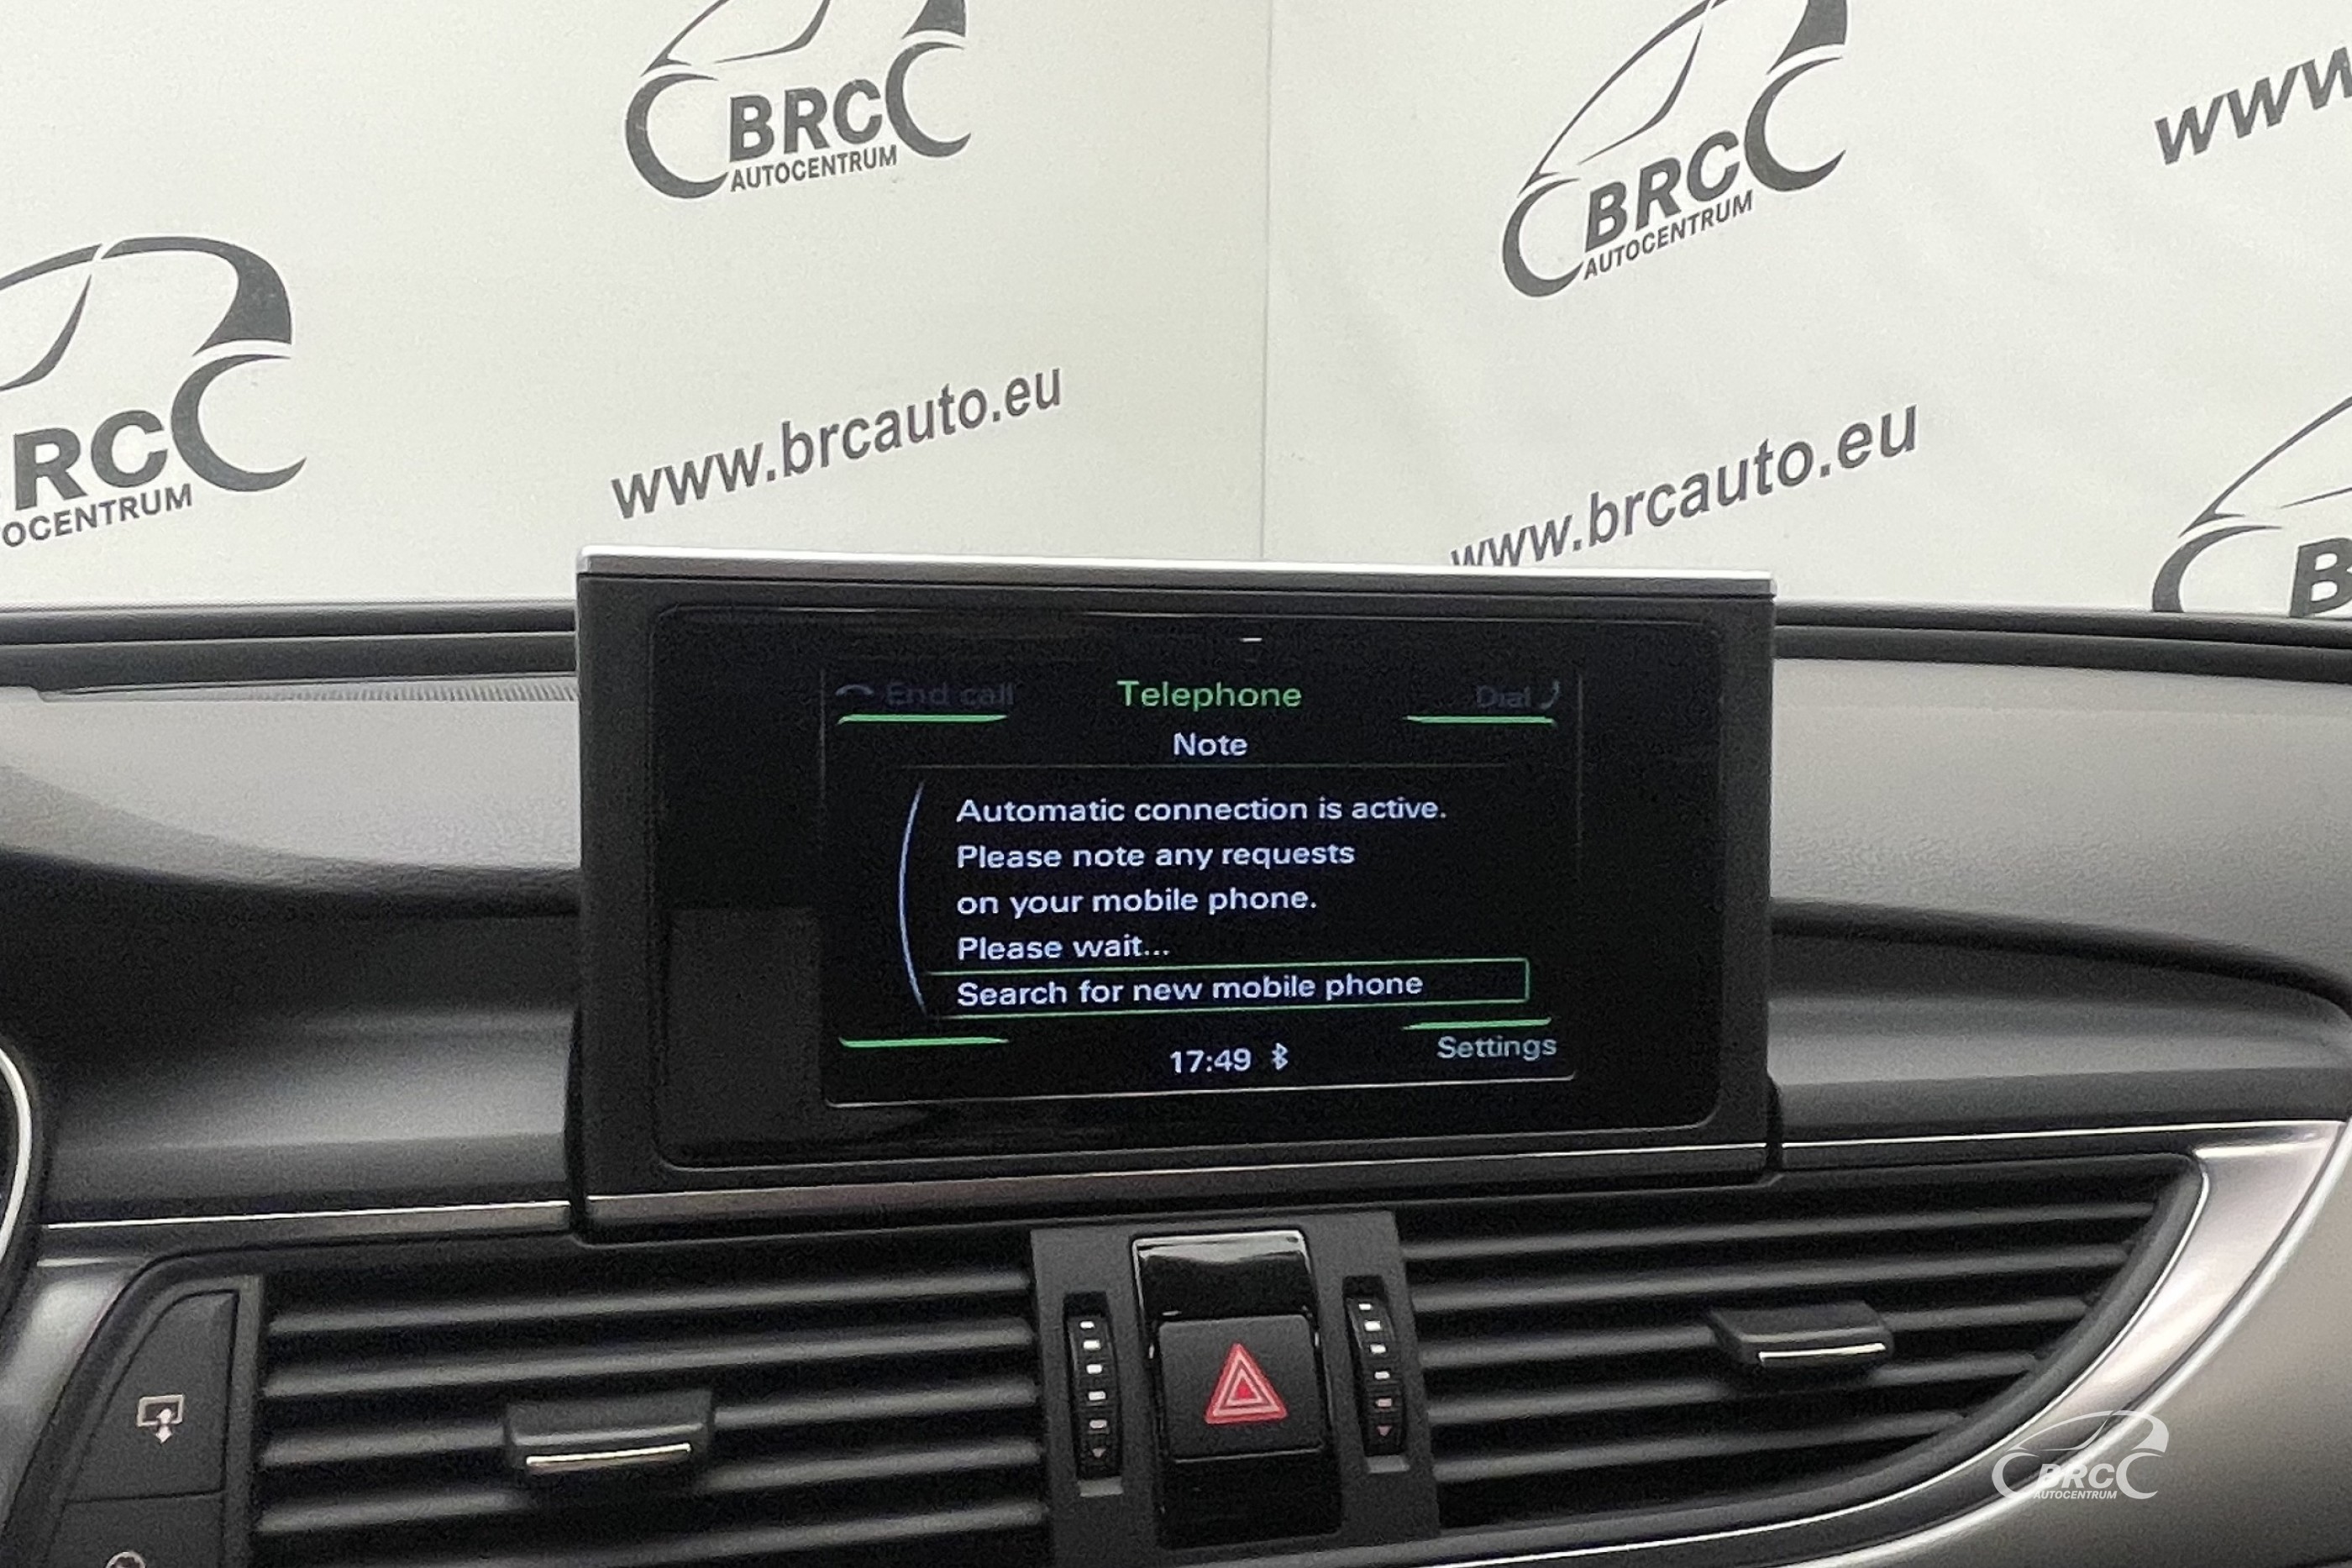 BRC
AUTOCENTRUM
BRC
AUTOCENTRUM
www
RC
OCENTRUM
www.brcauto.eu
www.brcauto.eu
B
End call
Telephone
Dial
Note
Automatic connection is active.
Please note any requests
on your mobile phone.
Please wait...
Search for new mobile phone
17:49
Settings
BRC
AUTOCENTRUM